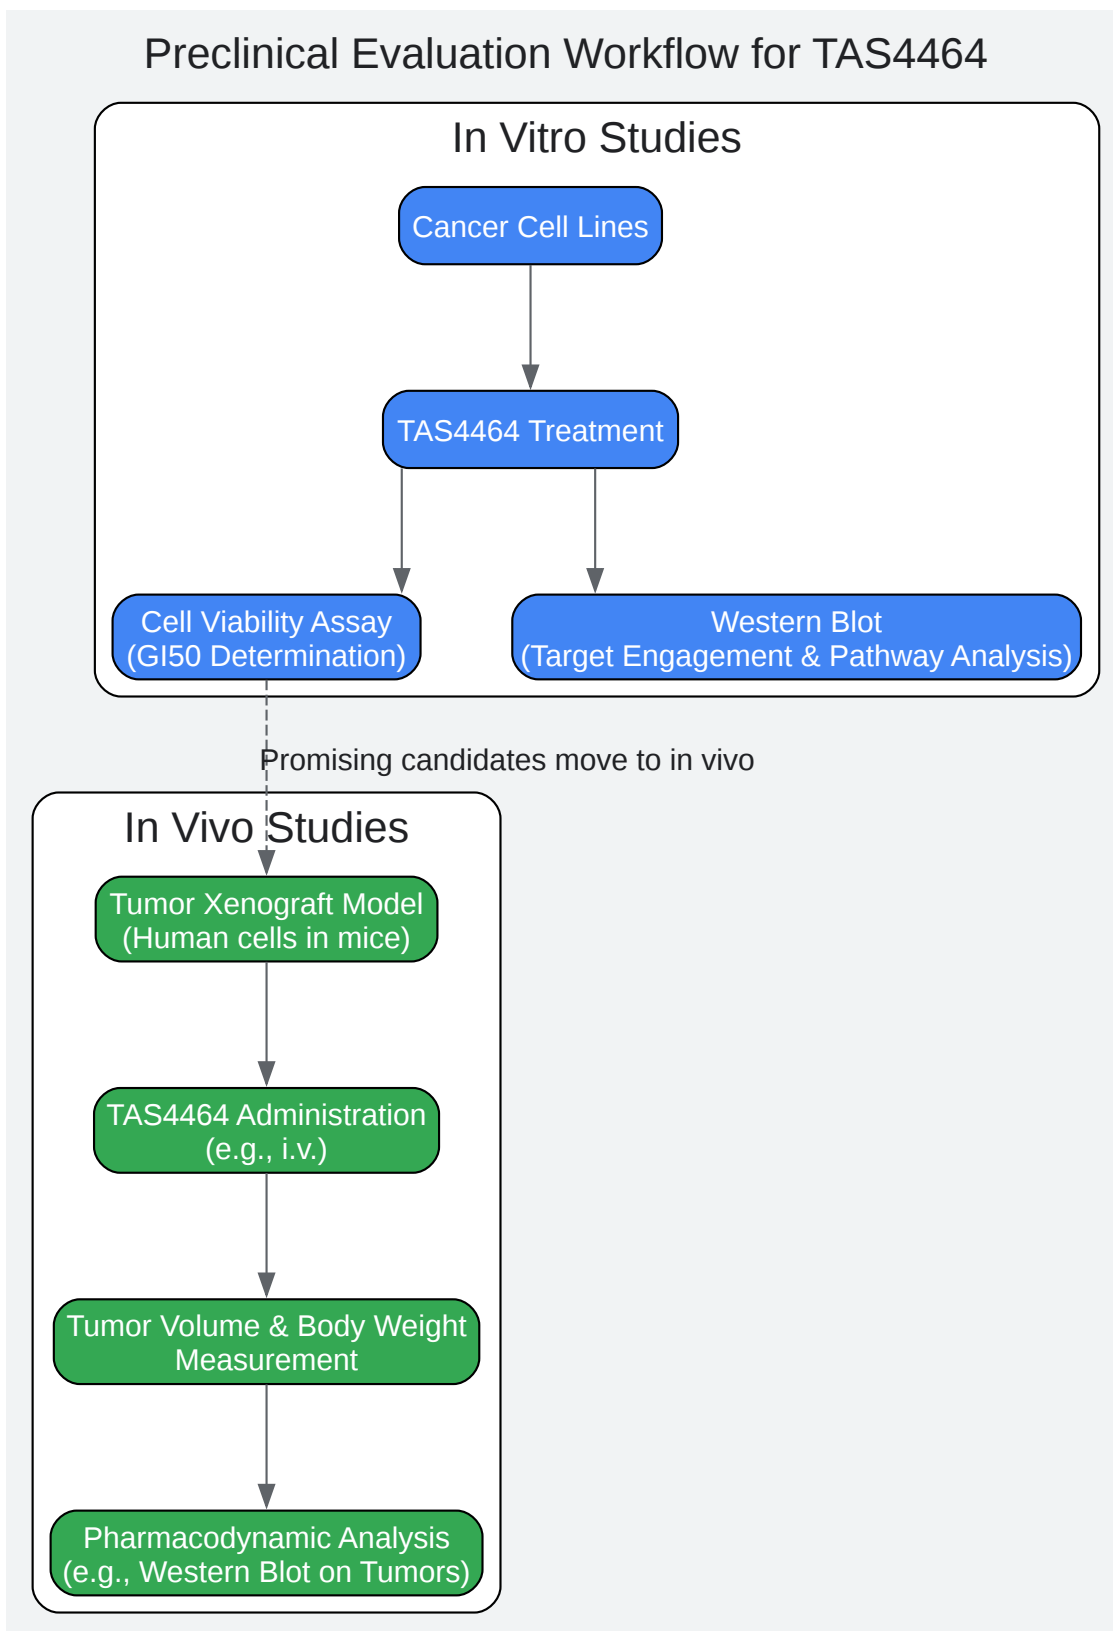 Preclinical Evaluation Workflow for TAS4464
In Vitro Studies
Cancer Cell Lines
TAS4464 Treatment
Cell Viability Assay
(GI50 Determination)
Western Blot
(Target Engagement & Pathway Analysis)
Promising candidates move to in vivo
In Vivo Studies
Tumor Xenograft Model
(Human cells in mice)
TAS4464 Administration
(e.g., i.v.)
Tumor Volume & Body Weight
Measurement
Pharmacodynamic Analysis
(e.g., Western Blot on Tumors)